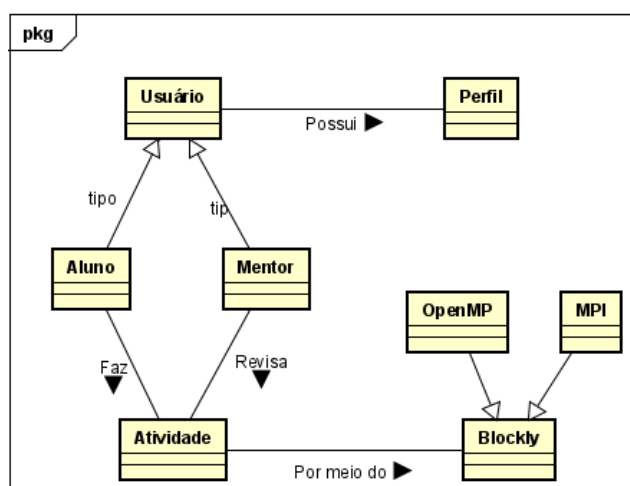 pkg
Usuário
Perfil
Possui
tipo
tip
Aluno
Mentor
OpenMP
MPI
Faz
Revisa
Atividade
Blockly
Por meio do